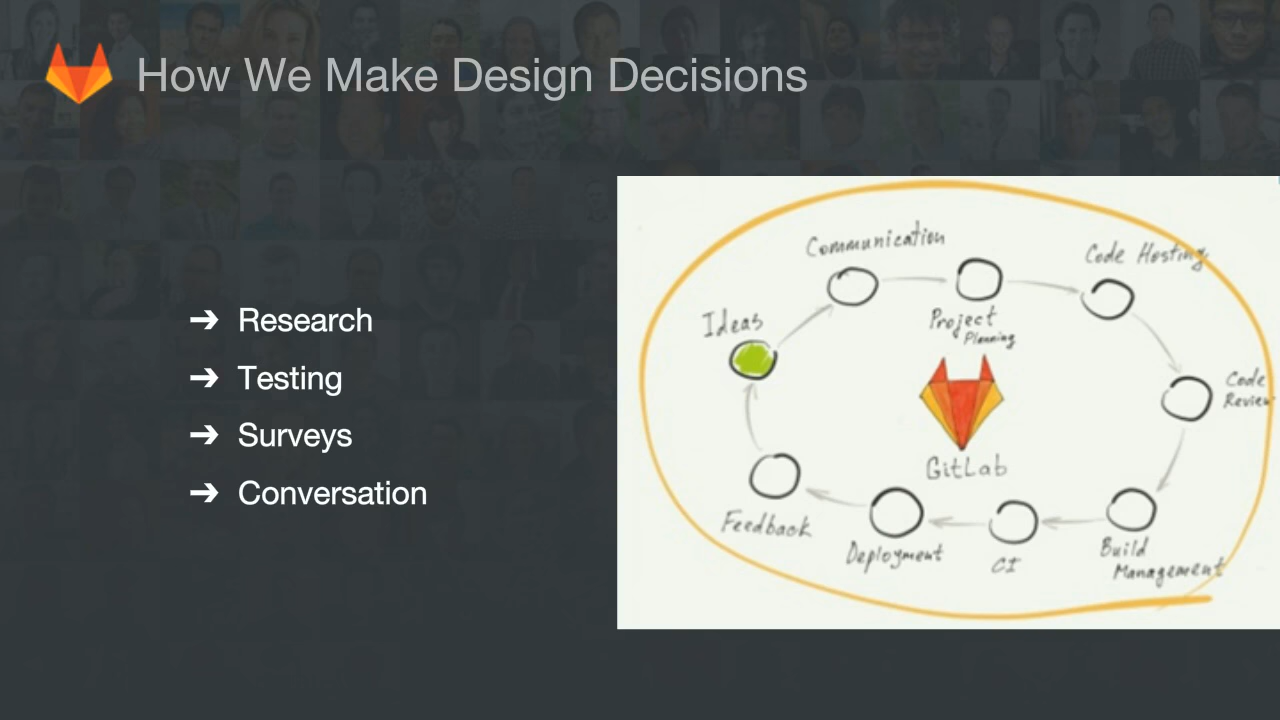 How We Make Design Decisions
➔ Research
➔ Testing
➔ Surveys
➔ Conversation
Communication
Code Hosting
Ideas
Project
Planning
Code
Review
GitLab
Feedback
Deployment
CI
Build
Management